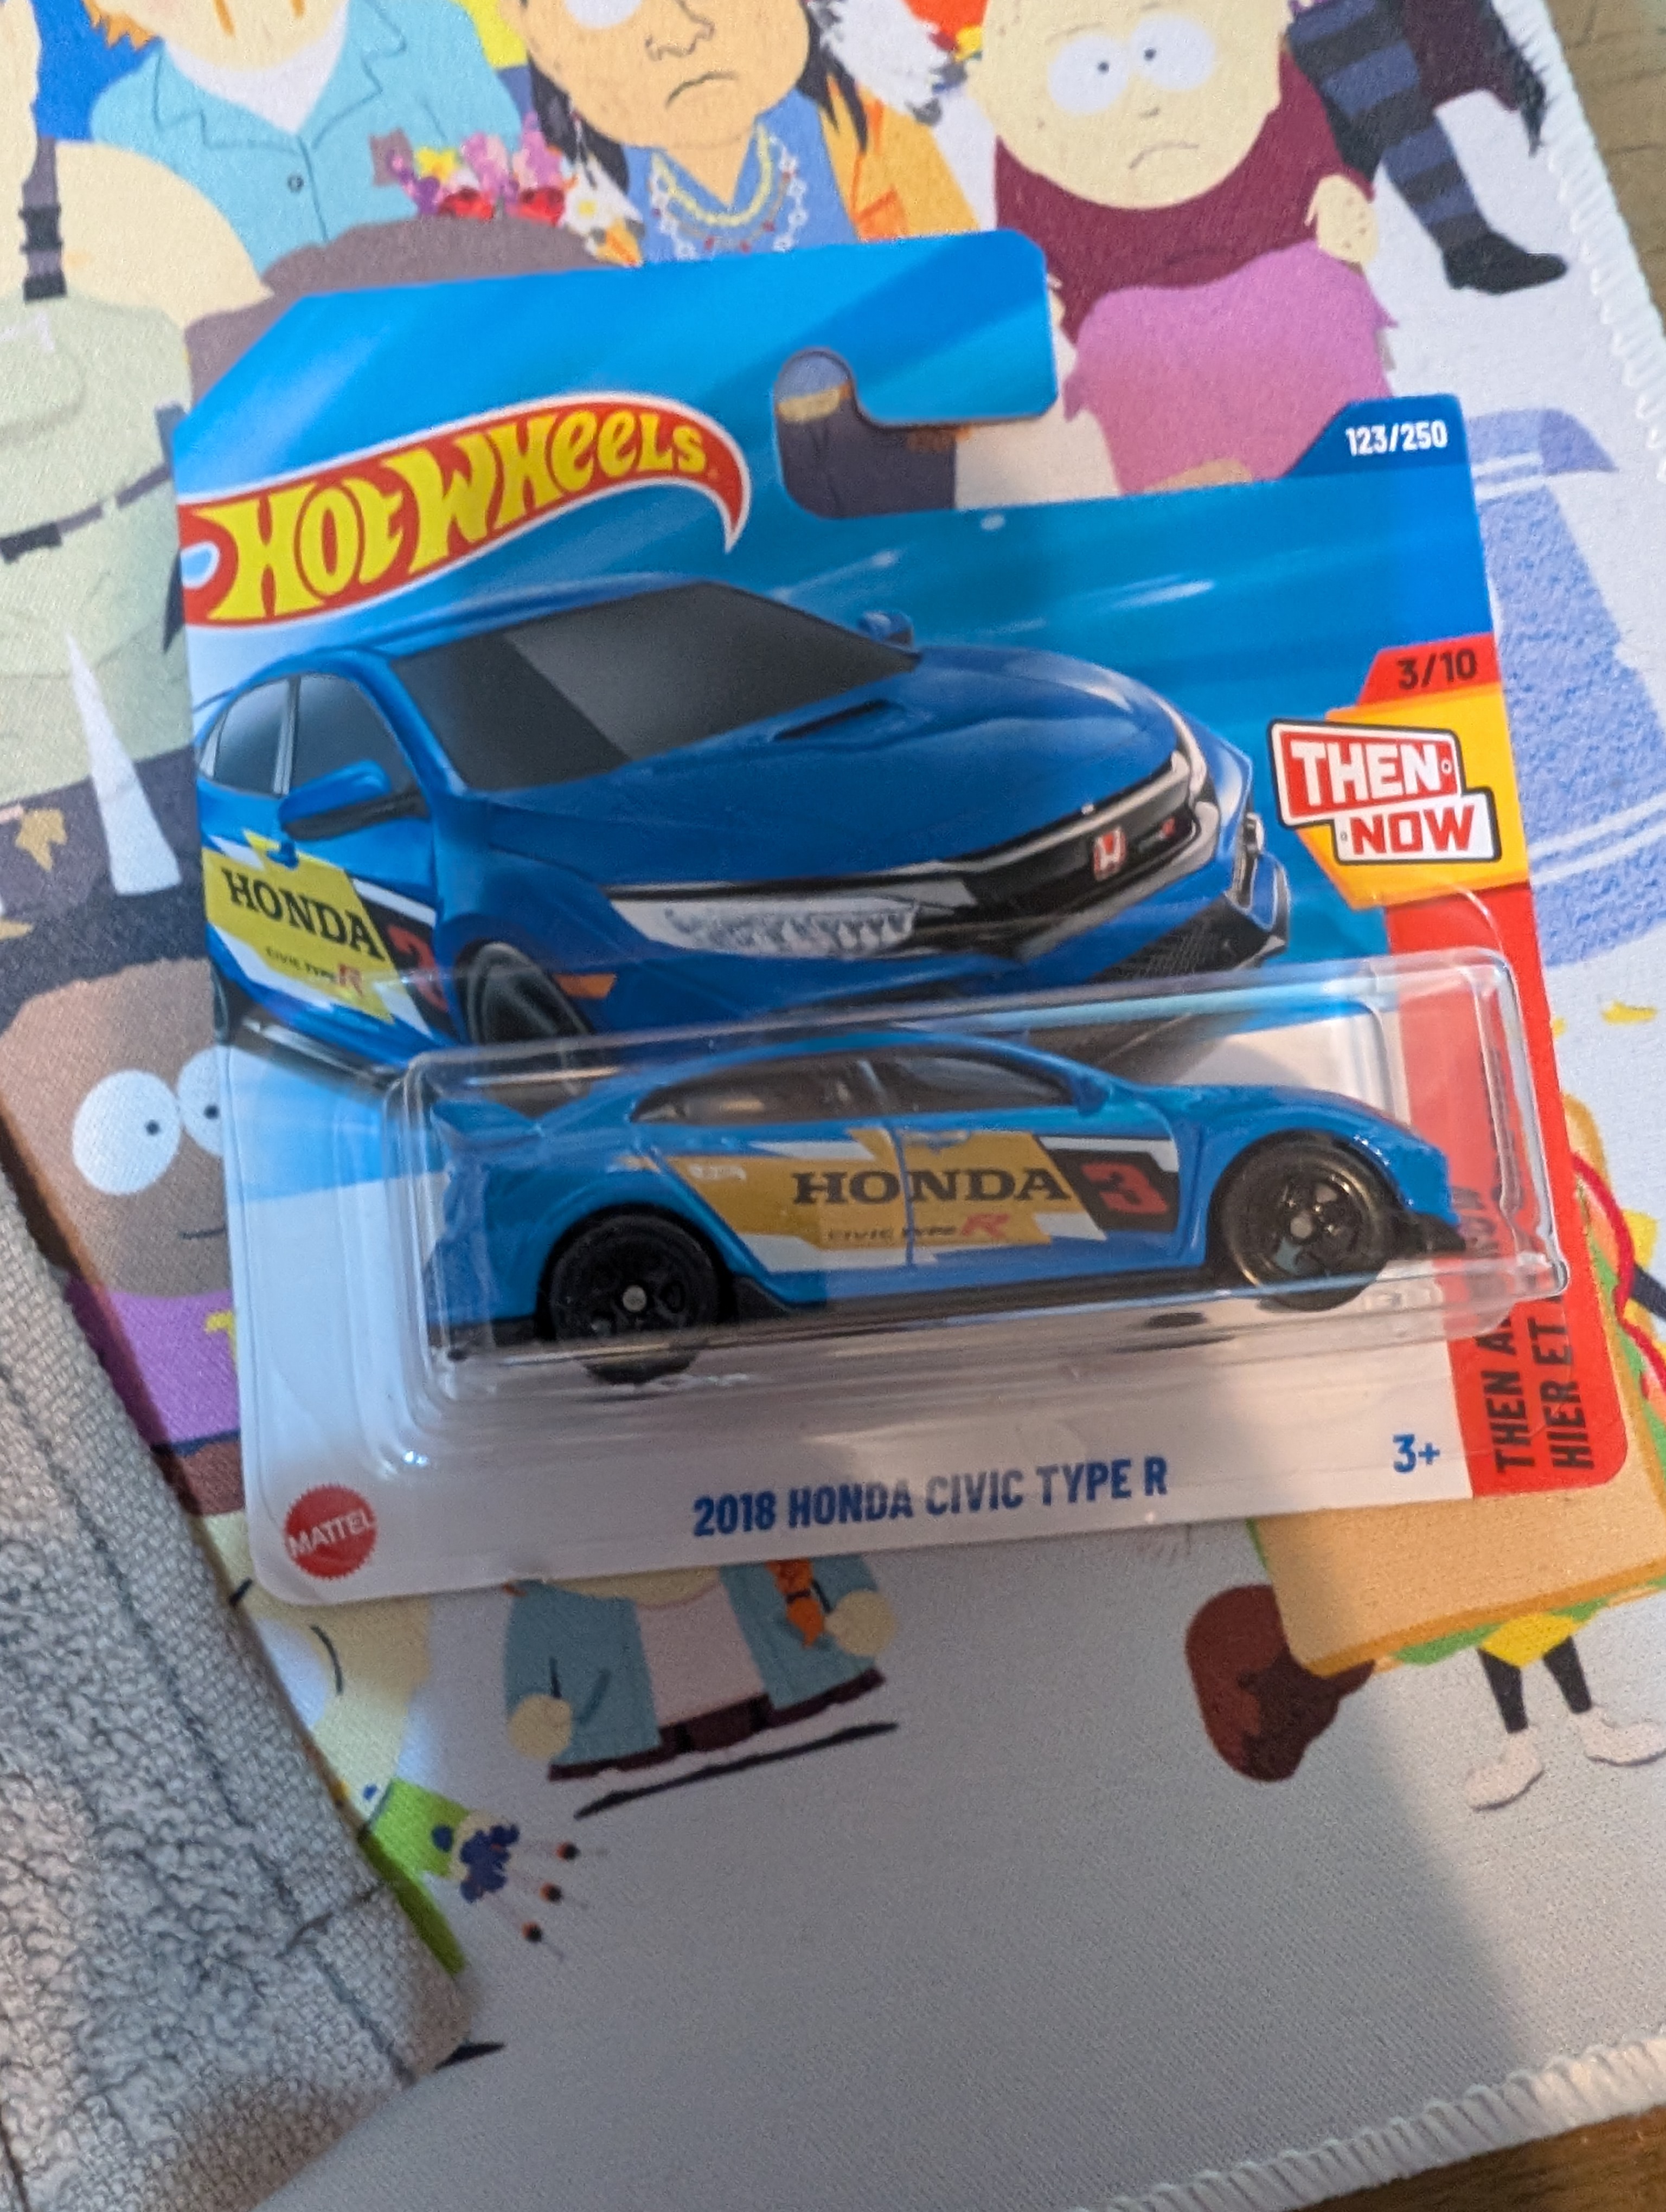 HOT WHEELS
123/250
3/10
THEN
NOW
HONDA
CIVIC TYPE R
3
HONDA
3
CIVIC TYPE R
THEN A
HIER ET
3+
2018 HONDA CIVIC TYPE R
MATTEL